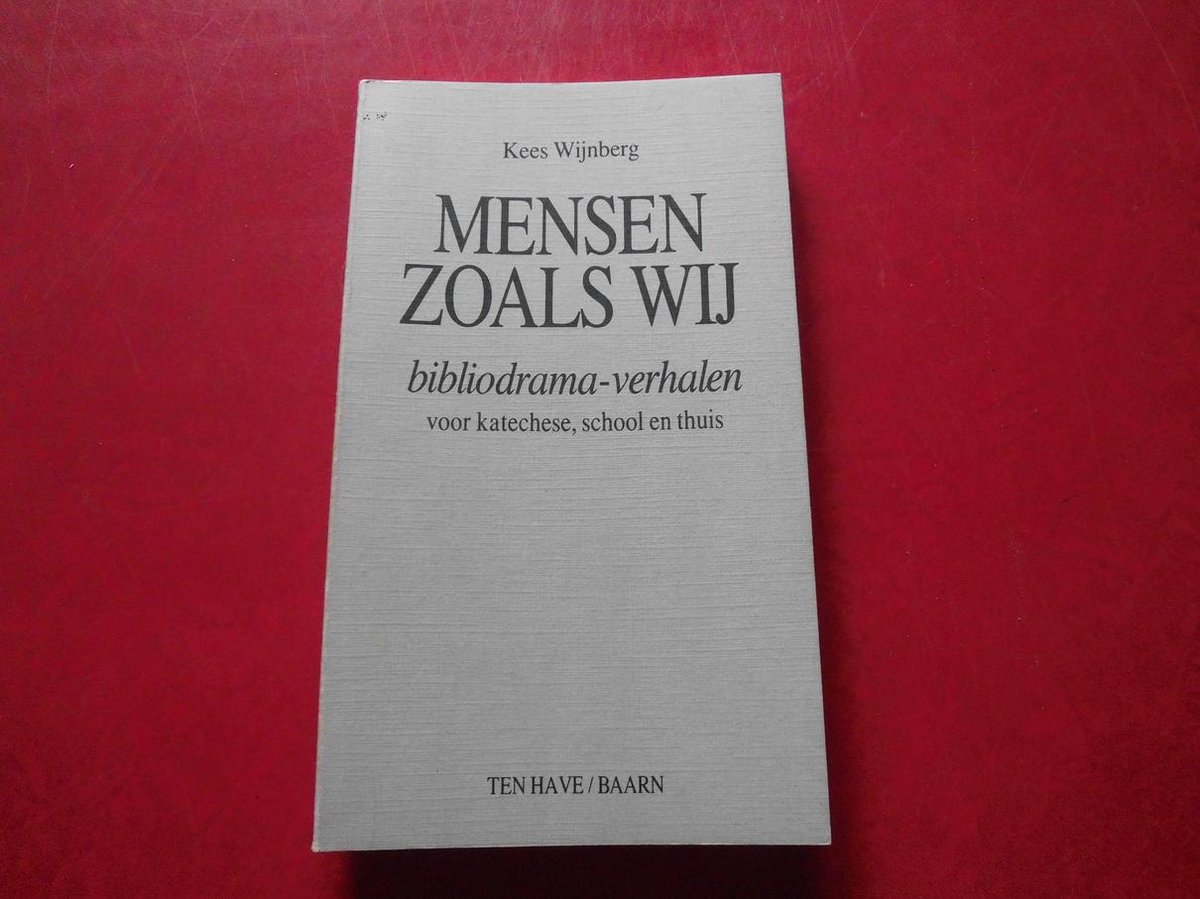 Kees Wijnberg
MENSEN
ZOALS WIJ
bibliodrama-verhalen
voor katechese, school en thuis
TEN HAVE / BAARN